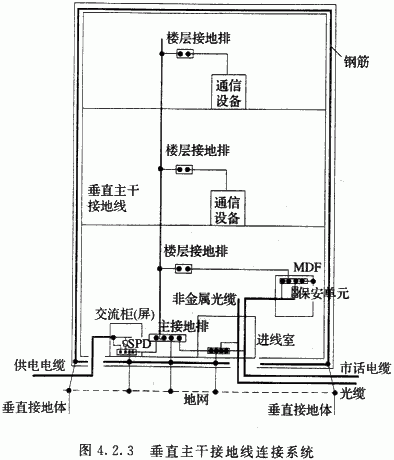 楼层接地排
钢筋
通信
设备
楼层接地排
垂直主干
接地线
通信
设备
楼层接地排
MDF
非金属光缆
保安单元
交流柜(屏)
主接地排
SPD
进线室
供电电缆
市话电缆
光缆
地网
垂直接地体
垂直接地体
图 4.2.3 垂直主干接地线连接系统